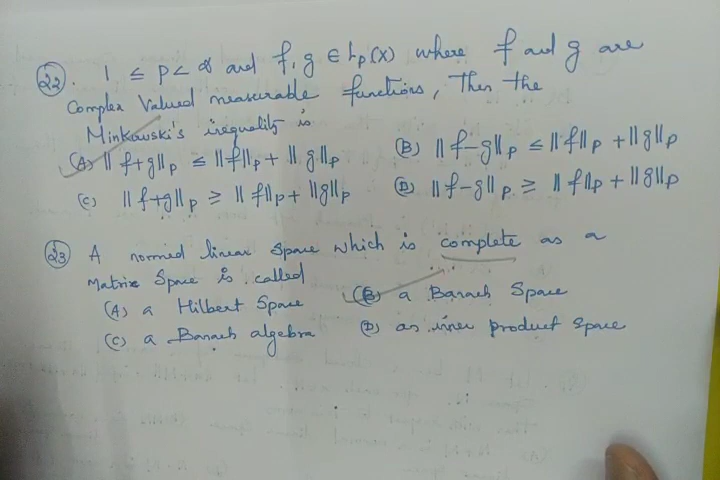 22. 1 ≤ p < ∞ and f, g ∈ Lp(X) where f and g are
Complex Valued measurable functions, Then the
Minkowski's inequality is
(A) ||f+g||p ≤ ||f||p + ||g||p (B) ||f-g||p ≤ ||f||p + ||g||p
(C) ||f+g||p ≥ ||f||p + ||g||p (D) ||f-g||p ≥ ||f||p + ||g||p
23 A normed linear space which is complete as a
Matrix Space is called
(A) a Hilbert Space (B) a Banach Space
(C) a Banach algebra (D) as inner product space